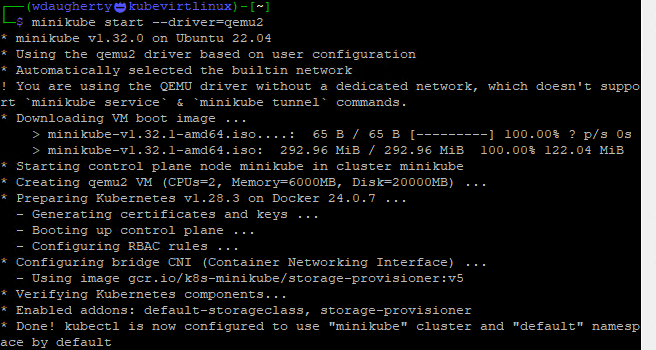 ┌──(wdaugherty㉿kubevirtlinux)-[~]
└─$ minikube start --driver=qemu2
* minikube v1.32.0 on Ubuntu 22.04
* Using the qemu2 driver based on user configuration
* Automatically selected the builtin network
! You are using the QEMU driver without a dedicated network, which doesn't suppo
rt `minikube service` & `minikube tunnel` commands.
* Downloading VM boot image ...
    > minikube-v1.32.1-amd64.iso....:  65 B / 65 B [---------] 100.00% ? p/s 0s
    > minikube-v1.32.1-amd64.iso:  292.96 MiB / 292.96 MiB  100.00% 122.04 MiB
* Starting control plane node minikube in cluster minikube
* Creating qemu2 VM (CPUs=2, Memory=6000MB, Disk=20000MB) ...
* Preparing Kubernetes v1.28.3 on Docker 24.0.7 ...
  - Generating certificates and keys ...
  - Booting up control plane ...
  - Configuring RBAC rules ...
* Configuring bridge CNI (Container Networking Interface) ...
  - Using image gcr.io/k8s-minikube/storage-provisioner:v5
* Verifying Kubernetes components...
* Enabled addons: default-storageclass, storage-provisioner
* Done! kubectl is now configured to use "minikube" cluster and "default" namesp
ace by default